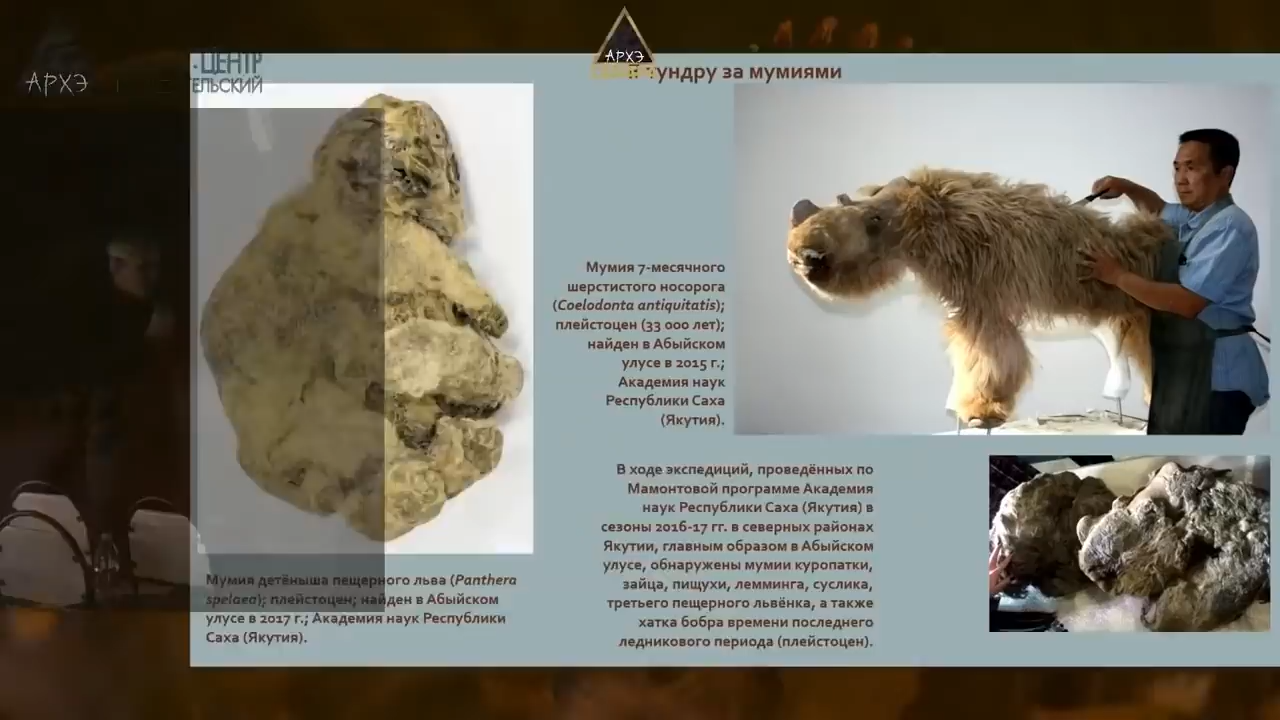 АРХЭ
АРХЭ
ЦЕНТР
ТЕЛЬСКИЙ
тундру за мумиями
Мумия 7-месячного
шерстистого носорога
(Coelodonta antiquitatis);
плейстоцен (33 000 лет);
найден в Абыйском
улусе в 2015 г.;
Академия наук
Республики Саха
(Якутия).
В ходе экспедиций, проведённых по
Мамонтовой программе Академия
наук Республики Саха (Якутия) в
сезоны 2016-17 гг. в северных районах
Якутии, главным образом в Абыйском
улусе, обнаружены мумии куропатки,
зайца, пищухи, лемминга, суслика,
третьего пещерного львёнка, а также
хатка бобра времени последнего
ледникового периода (плейстоцен).
Мумия детёныша пещерного льва (Panthera
spelaea); плейстоцен; найден в Абыйском
улусе в 2017 г.; Академия наук Республики
Саха (Якутия).